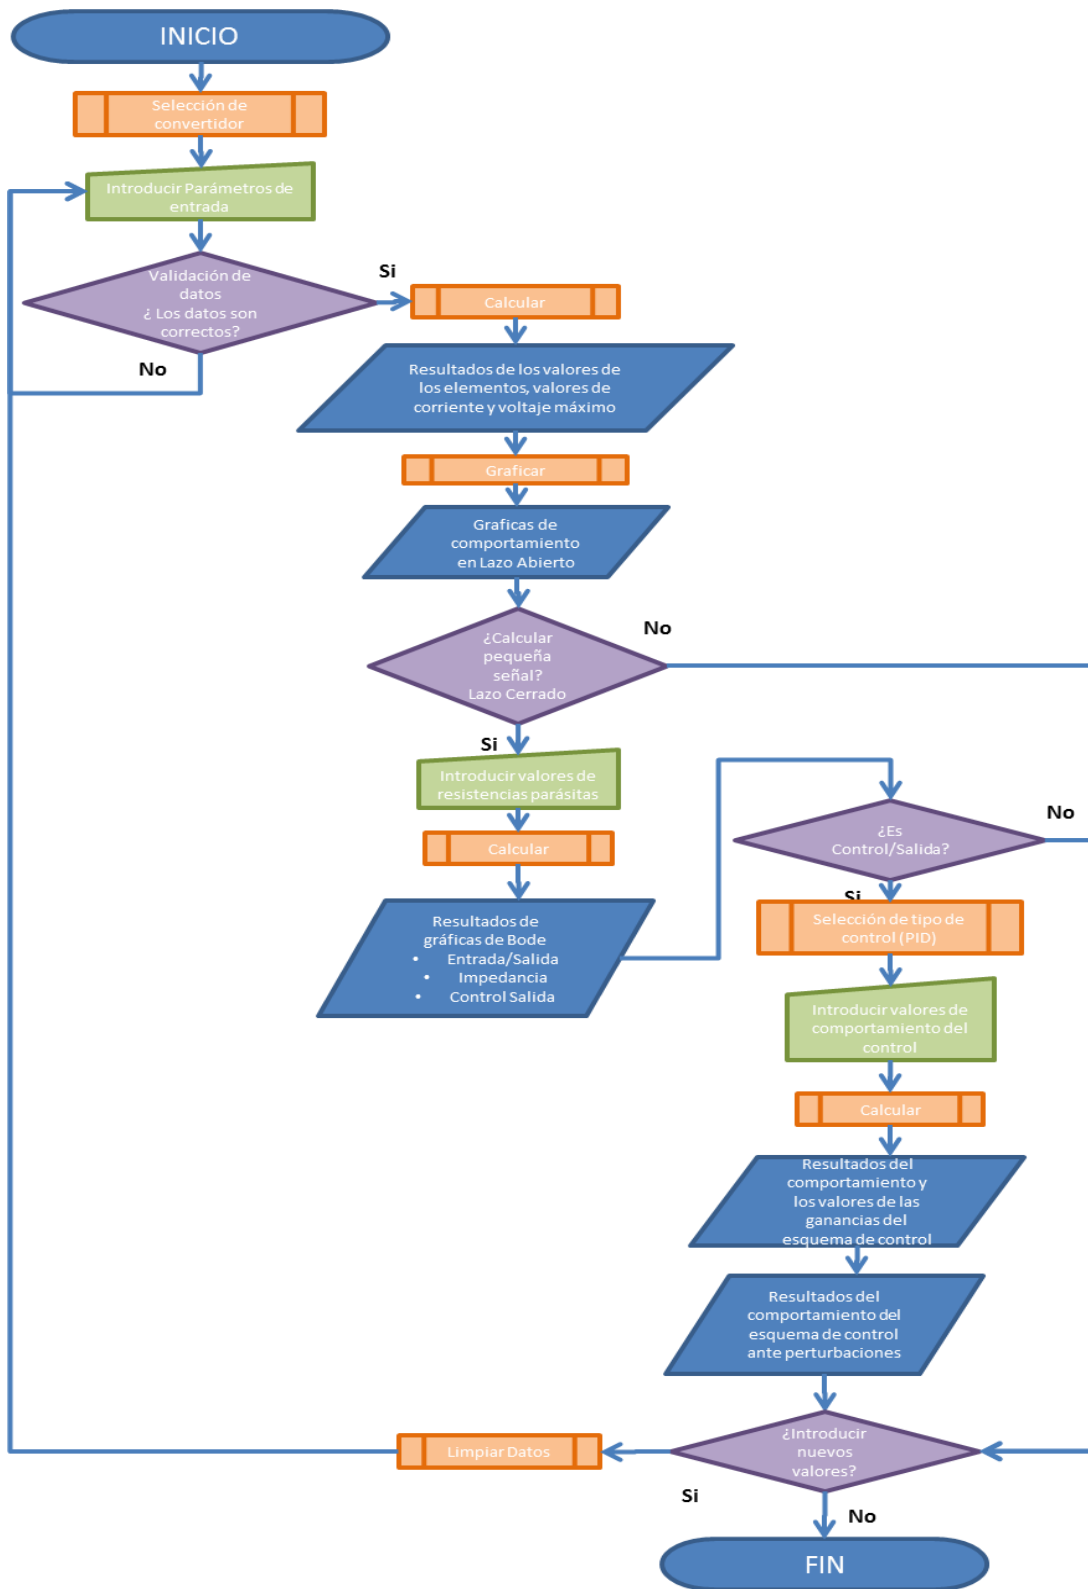 INICIO
Selección de
convertidor
Introducir Parámetros de
entrada
Validación de
datos
¿ Los datos son
correctos?
Si
No
Calcular
Resultados de los valores de
los elementos, valores de
corriente y voltaje máximo
Graficar
Graficas de
comportamiento
en Lazo Abierto
¿Calcular
pequeña
señal?
Lazo Cerrado
No
Si
Introducir valores de
resistencias parásitas
Calcular
Resultados de
gráficas de Bode
• Entrada/Salida
• Impedancia
• Control Salida
¿Es
Control/Salida?
No
Si
Selección de tipo de
control (PID)
Introducir valores de
comportamiento del
control
Calcular
Resultados del
comportamiento y
los valores de las
ganancias del
esquema de control
Resultados del
comportamiento del
esquema de control
ante perturbaciones
¿Introducir
nuevos
valores?
Si
Limpiar Datos
No
FIN